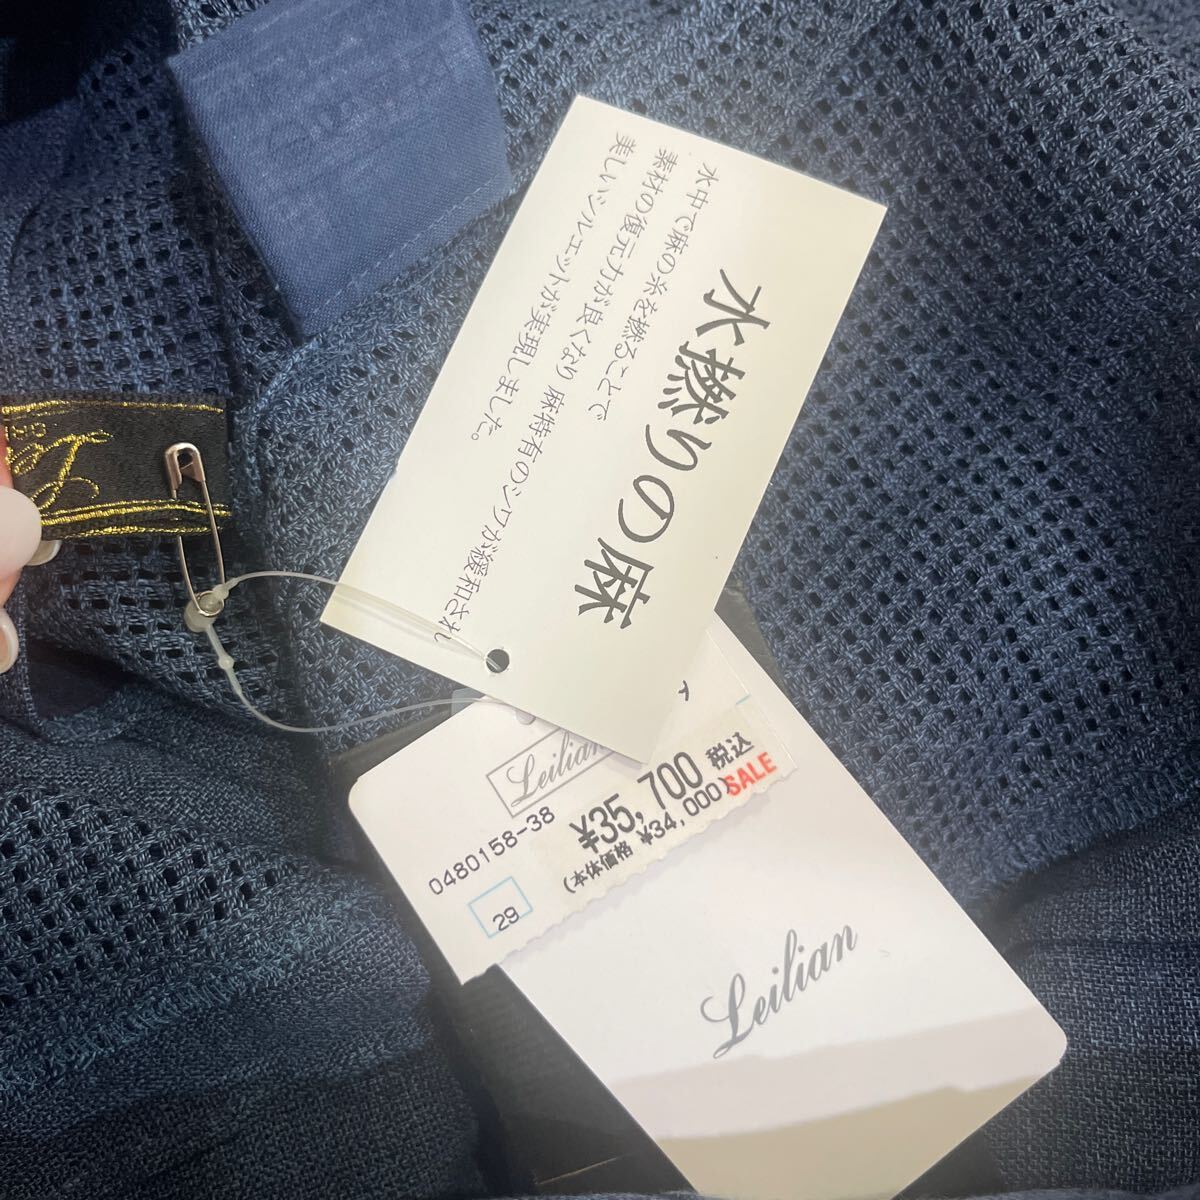 水撚りの麻
水中で麻の糸を撚ることで
素材の復元力が良くなり 麻特有のシワが緩和され
美しいシルエットが実現しました。
Leilian
0480158-38
29
¥35,700 税込
(本体価格 ¥34,000)
SALE
Leilian